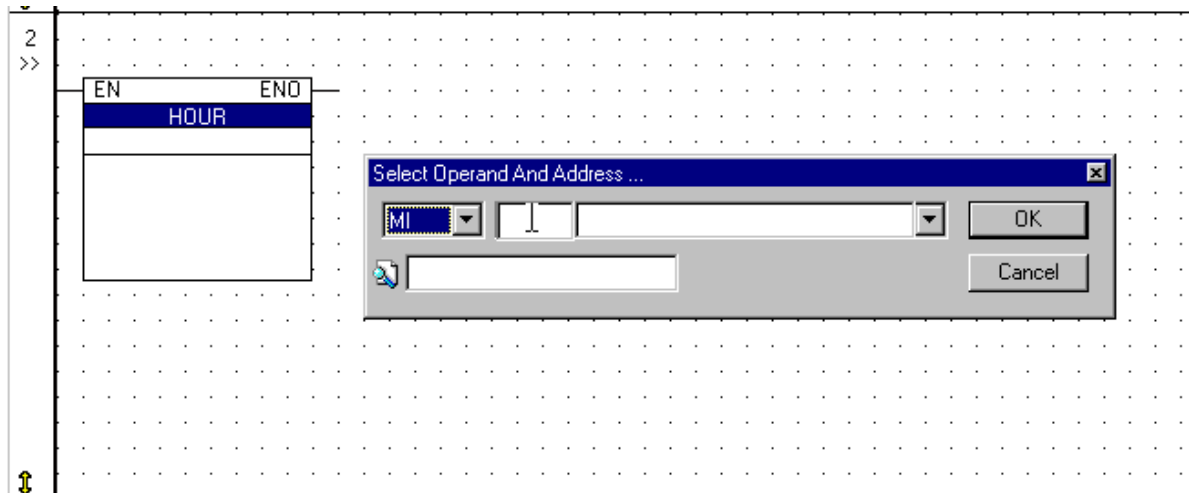 2
>>
EN ENO
HOUR
Select Operand And Address ...
MI
OK
Cancel